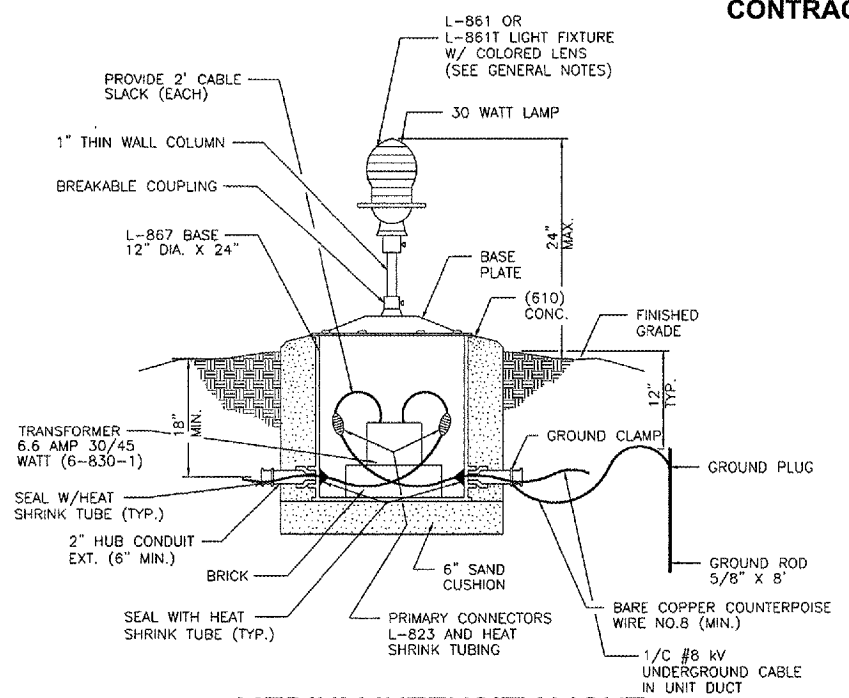 CONTRAC
L-861 OR
L-861T LIGHT FIXTURE
W/ COLORED LENS
(SEE GENERAL NOTES)
PROVIDE 2' CABLE
SLACK (EACH)
30 WATT LAMP
1" THIN WALL COLUMN
BREAKABLE COUPLING
L-867 BASE
12" DIA. X 24"
24"
MAX.
BASE
PLATE
(610)
CONC.
FINISHED
GRADE
18"
MIN.
12"
TYP.
TRANSFORMER
6.6 AMP 30/45
WATT (6-830-1)
GROUND CLAMP
GROUND PLUG
SEAL W/HEAT
SHRINK TUBE (TYP.)
2" HUB CONDUIT
EXT. (6" MIN.)
BRICK
6" SAND
CUSHION
GROUND ROD
5/8" X 8'
SEAL WITH HEAT
SHRINK TUBE (TYP.)
PRIMARY CONNECTORS
L-823 AND HEAT
SHRINK TUBING
BARE COPPER COUNTERPOISE
WIRE NO.8 (MIN.)
1/C #8 kV
UNDERGROUND CABLE
IN UNIT DUCT